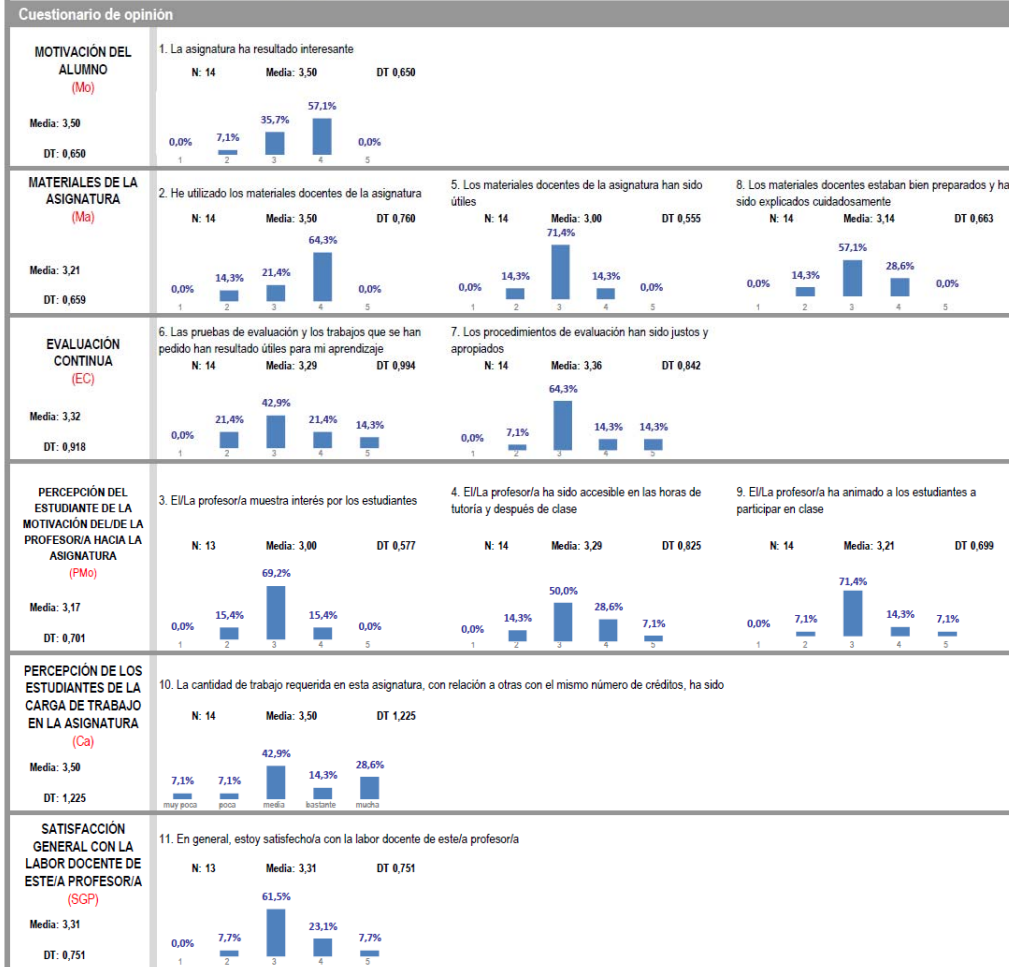 Cuestionario de opinión
MOTIVACIÓN DEL
ALUMNO
(Mo)
Media: 3,50
DT: 0,650
1. La asignatura ha resultado interesante
N: 14 Media: 3,50 DT 0,650
0,0% 7,1% 35,7% 57,1% 0,0%
1 2 3 4 5
MATERIALES DE LA
ASIGNATURA
(Ma)
Media: 3,21
DT: 0,659
2. He utilizado los materiales docentes de la asignatura
N: 14 Media: 3,50 DT 0,760
0,0% 14,3% 21,4% 64,3% 0,0%
1 2 3 4 5
5. Los materiales docentes de la asignatura han sido
útiles
N: 14 Media: 3,00 DT 0,555
0,0% 14,3% 71,4% 14,3% 0,0%
1 2 3 4 5
8. Los materiales docentes estaban bien preparados y ha
sido explicados cuidadosamente
N: 14 Media: 3,14 DT 0,663
0,0% 14,3% 57,1% 28,6% 0,0%
1 2 3 4 5
EVALUACIÓN
CONTINUA
(EC)
Media: 3,32
DT: 0,918
6. Las pruebas de evaluación y los trabajos que se han
pedido han resultado útiles para mi aprendizaje
N: 14 Media: 3,29 DT 0,994
0,0% 21,4% 42,9% 21,4% 14,3%
1 2 3 4 5
7. Los procedimientos de evaluación han sido justos y
apropiados
N: 14 Media: 3,36 DT 0,842
0,0% 7,1% 64,3% 14,3% 14,3%
1 2 3 4 5
PERCEPCIÓN DEL
ESTUDIANTE DE LA
MOTIVACIÓN DEL/DE LA
PROFESOR/A HACIA LA
ASIGNATURA
(PMo)
Media: 3,17
DT: 0,701
3. El/La profesor/a muestra interés por los estudiantes
N: 13 Media: 3,00 DT 0,577
0,0% 15,4% 69,2% 15,4% 0,0%
1 2 3 4 5
4. El/La profesor/a ha sido accesible en las horas de
tutoría y después de clase
N: 14 Media: 3,29 DT 0,825
0,0% 14,3% 50,0% 28,6% 7,1%
1 2 3 4 5
9. El/La profesor/a ha animado a los estudiantes a
participar en clase
N: 14 Media: 3,21 DT 0,699
0,0% 7,1% 71,4% 14,3% 7,1%
1 2 3 4 5
PERCEPCIÓN DE LOS
ESTUDIANTES DE LA
CARGA DE TRABAJO
EN LA ASIGNATURA
(Ca)
Media: 3,50
DT: 1,225
10. La cantidad de trabajo requerida en esta asignatura, con relación a otras con el mismo número de créditos, ha sido
N: 14 Media: 3,50 DT 1,225
7,1% 7,1% 42,9% 14,3% 28,6%
muy poca poca media bastante mucha
SATISFACCIÓN
GENERAL CON LA
LABOR DOCENTE DE
ESTE/A PROFESOR/A
(SGP)
Media: 3,31
DT: 0,751
11. En general, estoy satisfecho/a con la labor docente de este/a profesor/a
N: 13 Media: 3,31 DT 0,751
0,0% 7,7% 61,5% 23,1% 7,7%
1 2 3 4 5